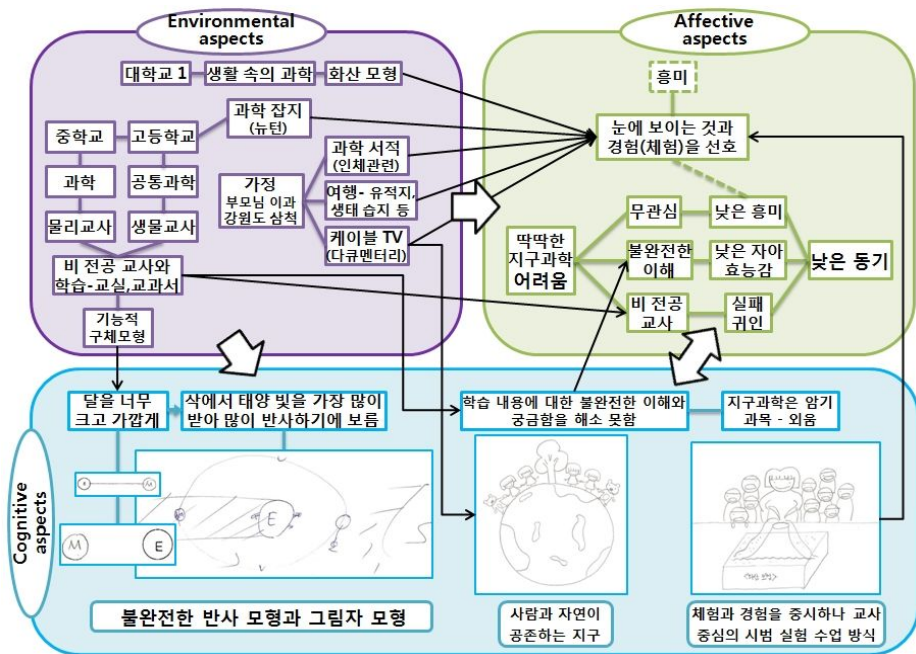 Environmental
aspects
대학교 1
생활 속의 과학
화산 모형
과학 잡지
(뉴턴)
중학교
고등학교
과학
공통과학
물리교사
생물교사
비 전공 교사와
학습-교실,교과서
기능적
구체모형
가정
부모님 이과
강원도 삼척
과학 서적
(인체관련)
여행- 유적지,
생태 습지 등
케이블 TV
(다큐멘터리)
Affective
aspects
흥미
눈에 보이는 것과
경험(체험)을 선호
딱딱한
지구과학
어려움
무관심
낮은 흥미
불완전한
이해
낮은 자아
효능감
비 전공
교사
실패
귀인
낮은 동기
Cognitive
aspects
달을 너무
크고 가깝게
삭에서 태양 빛을 가장 많이
받아 많이 반사하기에 보름
학습 내용에 대한 불완전한 이해와
궁금함을 해소 못함
지구과학은 암기
과목 - 외움
E
M
M
E
E
불완전한 반사 모형과 그림자 모형
사람과 자연이
공존하는 지구
체험과 경험을 중시하나 교사
중심의 시범 실험 수업 방식